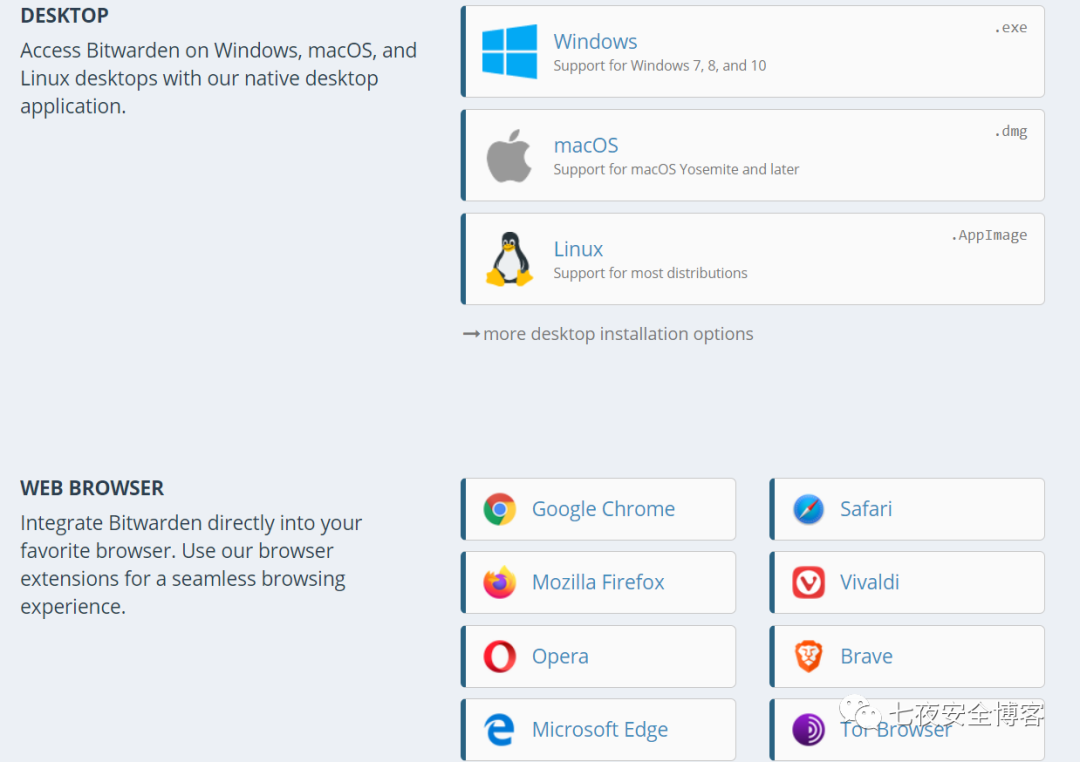 DESKTOP
Access Bitwarden on Windows, macOS, and
Linux desktops with our native desktop
application.
Windows
.exe
Support for Windows 7, 8, and 10
macOS
.dmg
Support for macOS Yosemite and later
Linux
.AppImage
Support for most distributions
→more desktop installation options
WEB BROWSER
Integrate Bitwarden directly into your
favorite browser. Use our browser
extensions for a seamless browsing
experience.
Google Chrome
Safari
Mozilla Firefox
Vivaldi
Opera
Brave
Microsoft Edge
Tor Browser
七夜安全博客